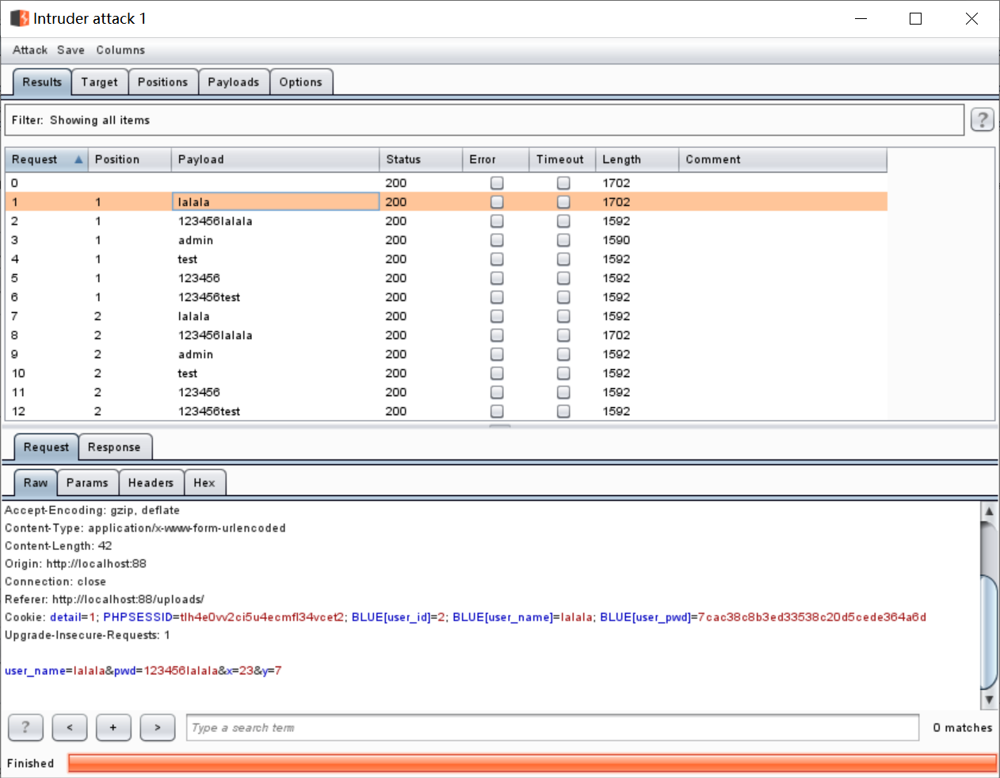 Intruder attack 1
Attack Save Columns
Results Target Positions Payloads Options
Filter: Showing all items
?
Request Position Payload Status Error Timeout Length Comment
0 200 1702
1 1 lalala 200 1702
2 1 123456lalala 200 1592
3 1 admin 200 1590
4 1 test 200 1592
5 1 123456 200 1592
6 1 123456test 200 1592
7 2 lalala 200 1592
8 2 123456lalala 200 1702
9 2 admin 200 1592
10 2 test 200 1592
11 2 123456 200 1592
12 2 123456test 200 1592
Request Response
Raw Params Headers Hex
Accept-Encoding: gzip, deflate
Content-Type: application/x-www-form-urlencoded
Content-Length: 42
Origin: http://localhost:88
Connection: close
Referer: http://localhost:88/uploads/
Cookie: detail=1; PHPSESSID=tlh4e0vv2ci5u4ecmfl34vcet2; BLUE[user_id]=2; BLUE[user_name]=lalala; BLUE[user_pwd]=7cac38c8b3ed33538c20d5cede364a6d
Upgrade-Insecure-Requests: 1
user_name=lalala&pwd=123456lalala&x=23&y=7
? < + > Type a search term 0 matches
Finished